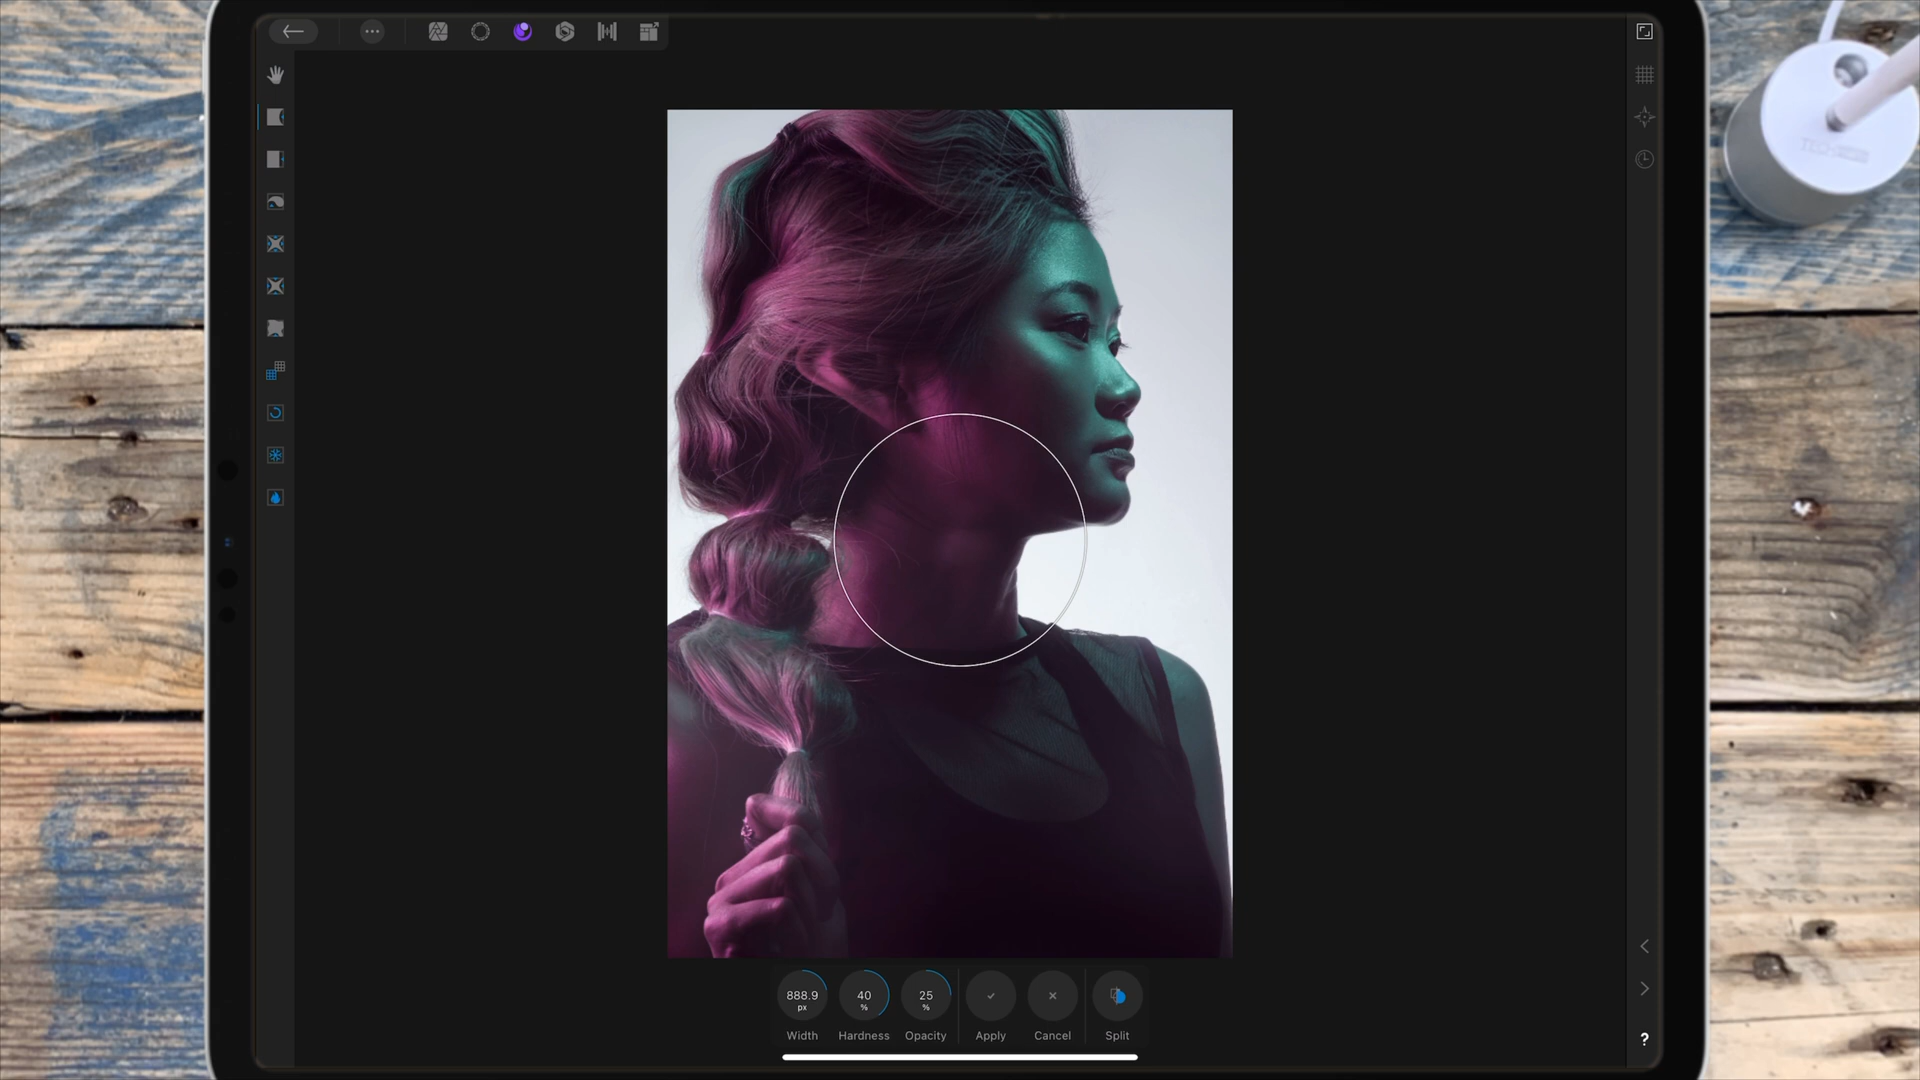 888.9
px
Width
40
%
Hardness
25
%
Opacity
Apply
Cancel
Split
?